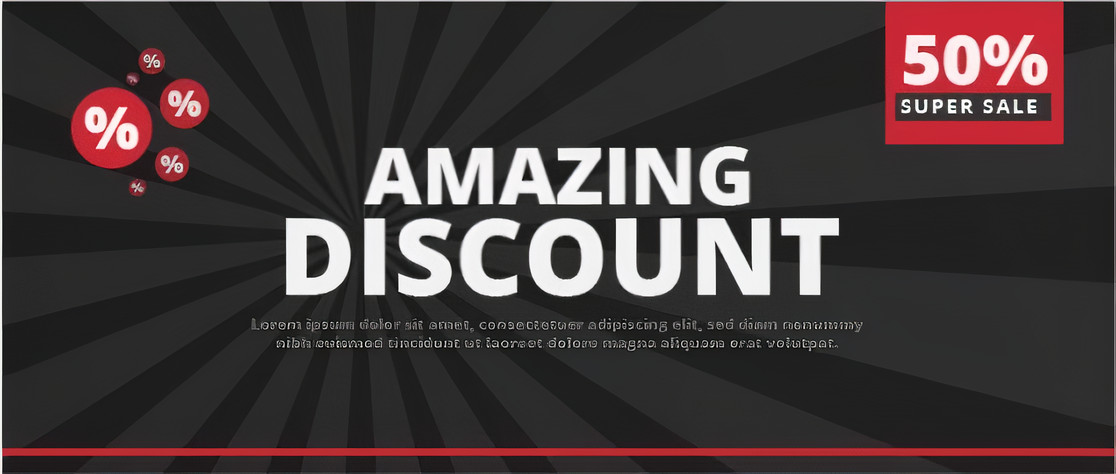 %
%
%
%
%
50%
SUPER SALE
AMAZING
DISCOUNT
Lorem ipsum dolor sit amet, consectetuer adipiscing elit, sed diam nonummy
nibh euismod tincidunt ut laoreet dolore magna aliquam erat volutpat.